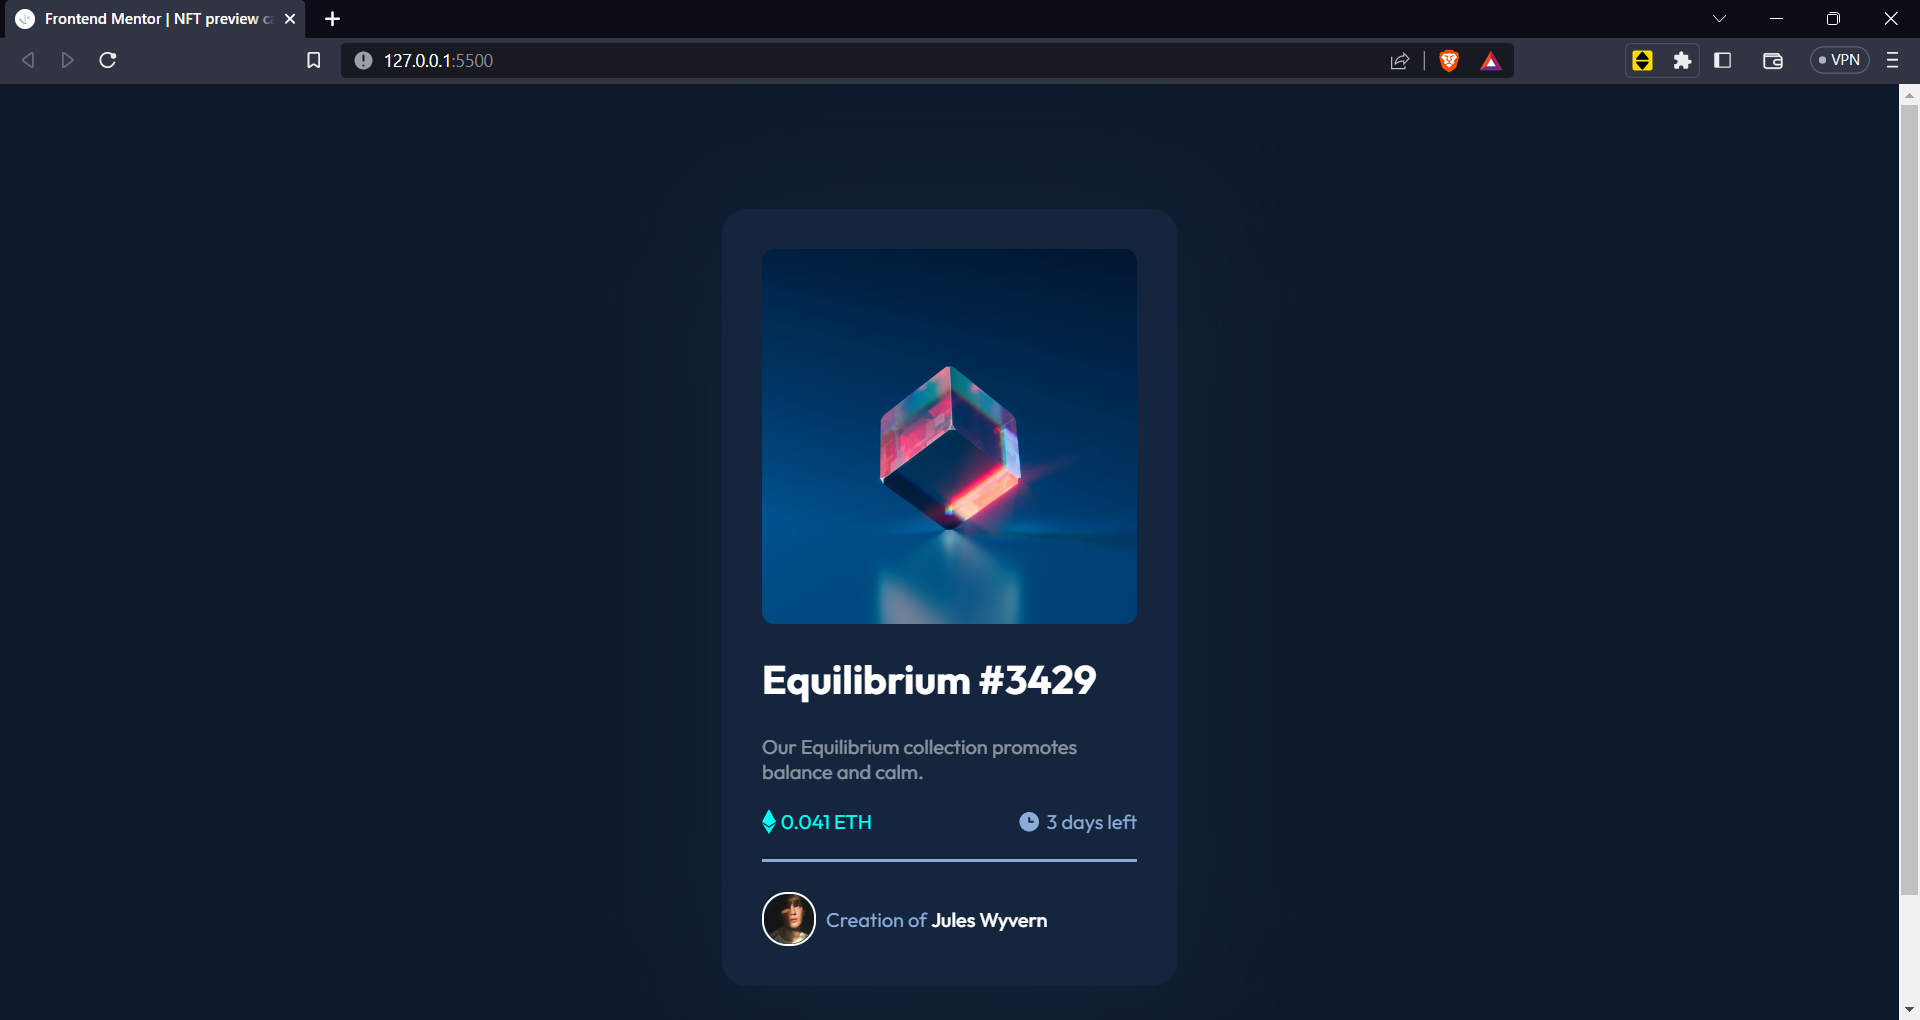 Frontend Mentor | NFT preview
127.0.0.1:5500
VPN
Equilibrium #3429
Our Equilibrium collection promotes
balance and calm.
0.041 ETH
3 days left
Creation of Jules Wyvern